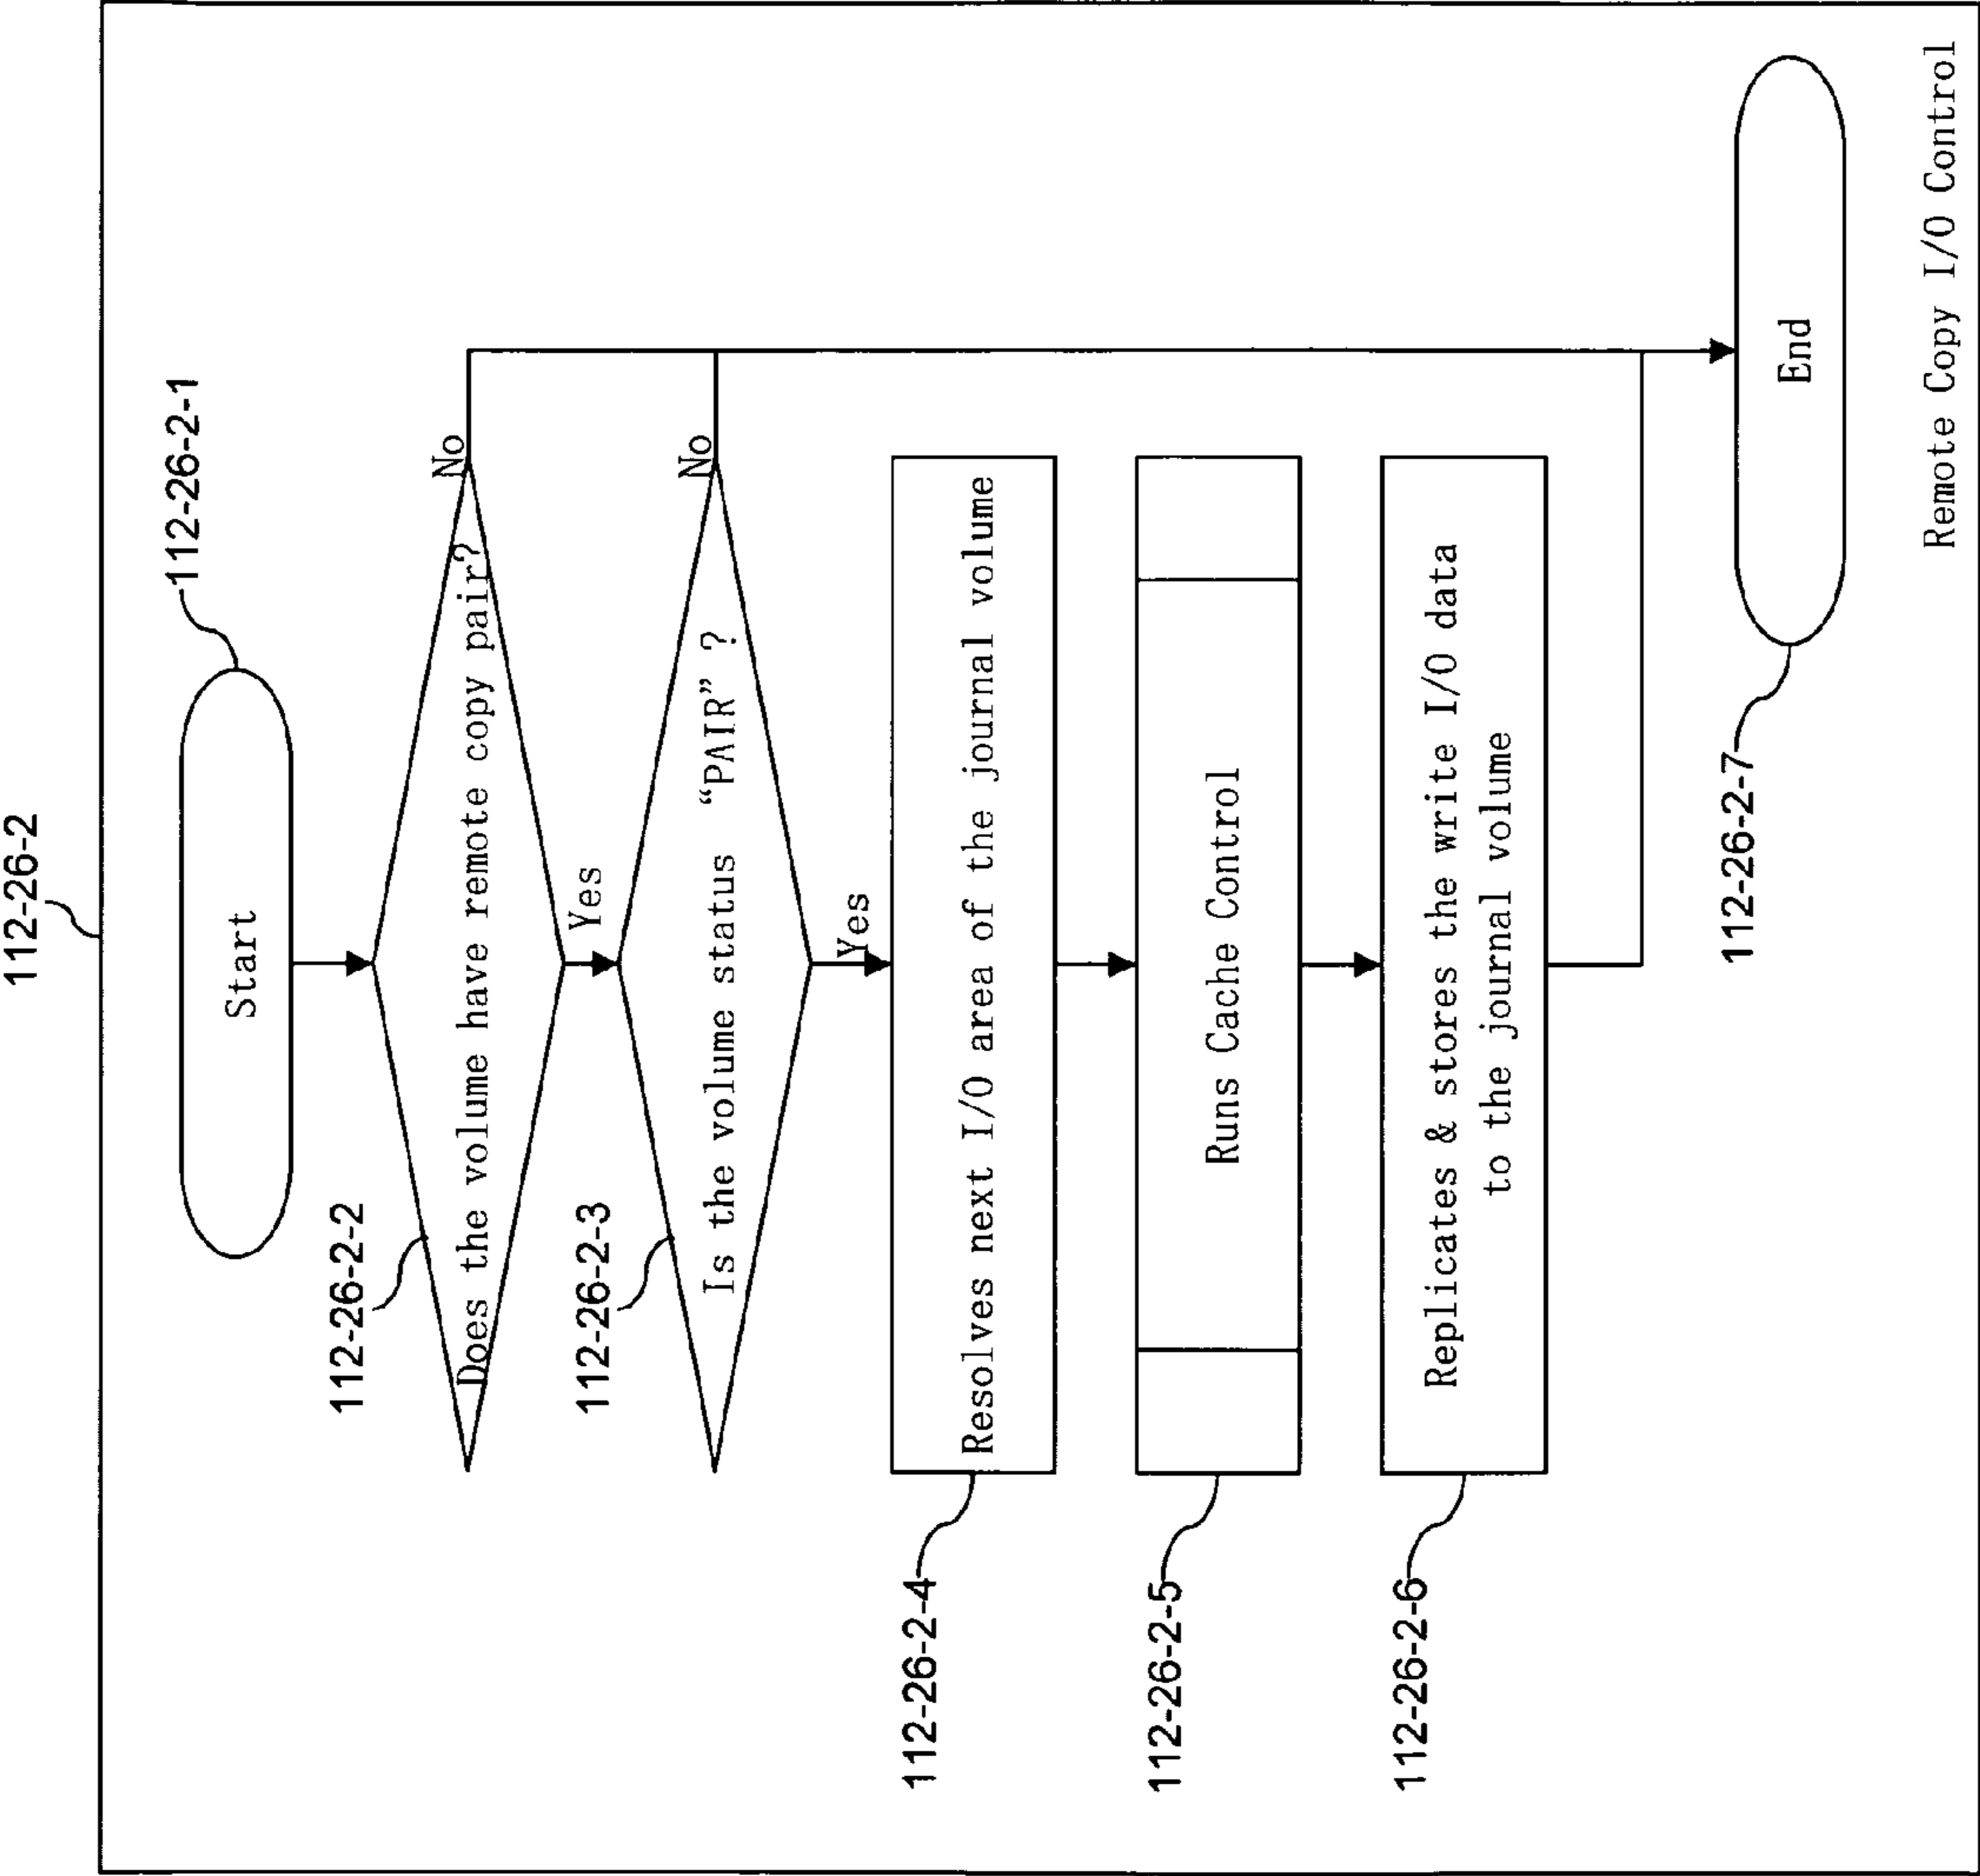 112-26-2
112-26-2-1
Start
112-26-2-2
Does the volume have remote copy pair?
No
Yes
112-26-2-3
Is the volume status “PAIR” ?
No
Yes
112-26-2-4
Resolves next I/O area of the journal volume
112-26-2-5
Runs Cache Control
112-26-2-6
Replicates & stores the write I/O data
to the journal volume
112-26-2-7
End
Remote Copy I/O Control